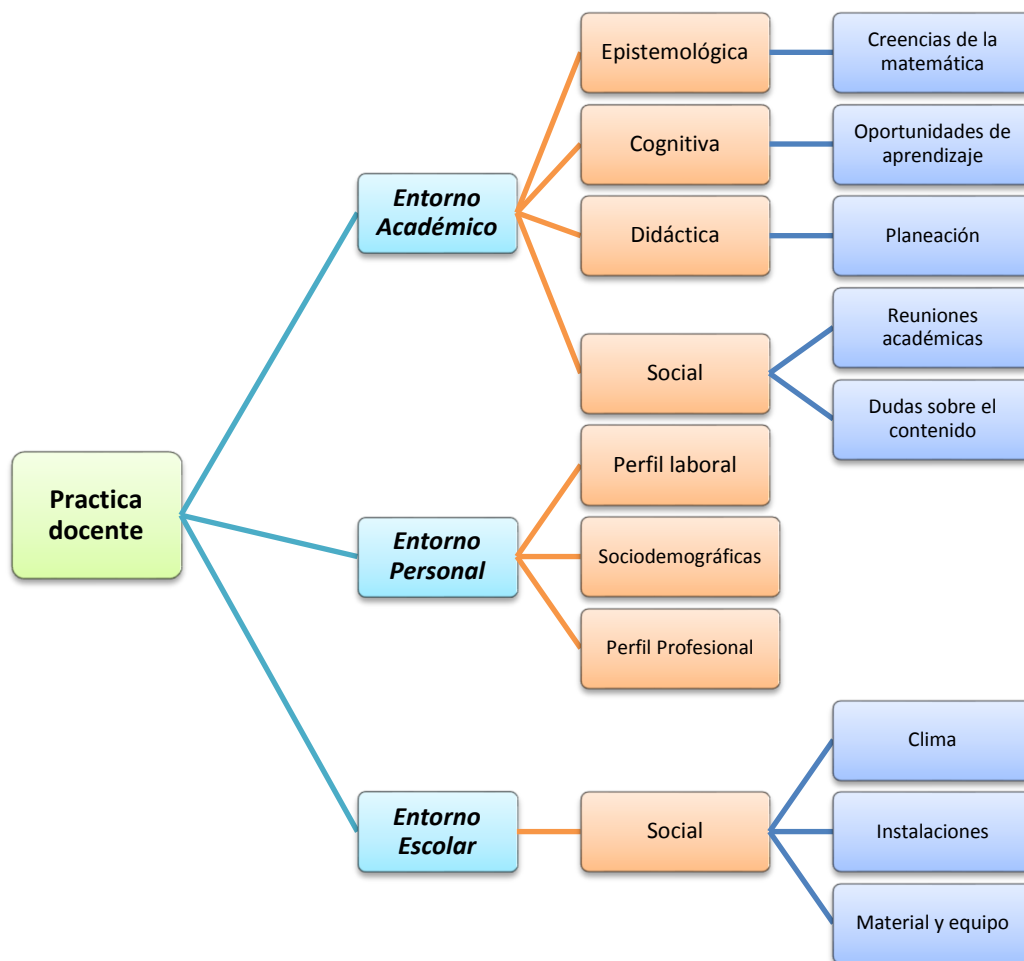 Practica
docente
Entorno
Académico
Epistemológica
Creencias de la
matemática
Cognitiva
Oportunidades de
aprendizaje
Didáctica
Planeación
Social
Reuniones
académicas
Dudas sobre el
contenido
Entorno
Personal
Perfil laboral
Sociodemográficas
Perfil Profesional
Entorno
Escolar
Social
Clima
Instalaciones
Material y equipo